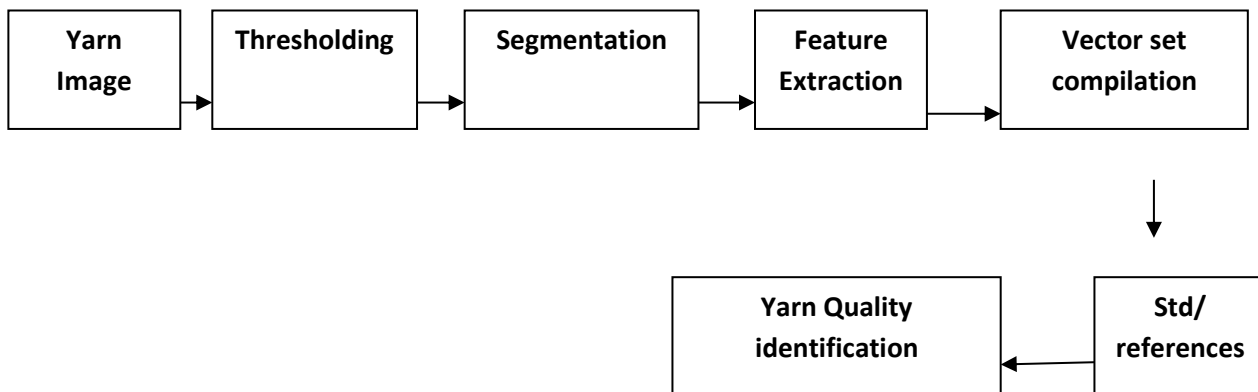 Yarn
Image
Thresholding
Segmentation
Feature
Extraction
Vector set
compilation
Std/
references
Yarn Quality
identification